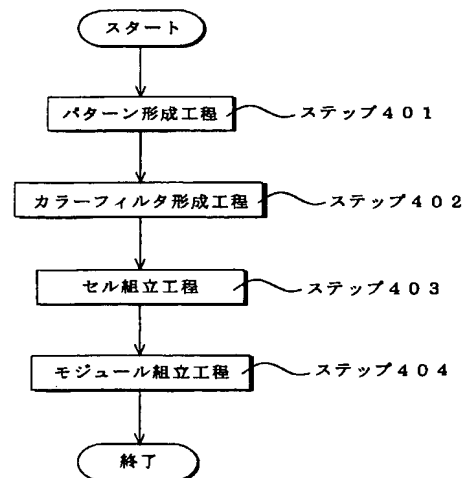 スタート
パターン形成工程 ステップ401
カラーフィルタ形成工程 ステップ402
セル組立工程 ステップ403
モジュール組立工程 ステップ404
終了